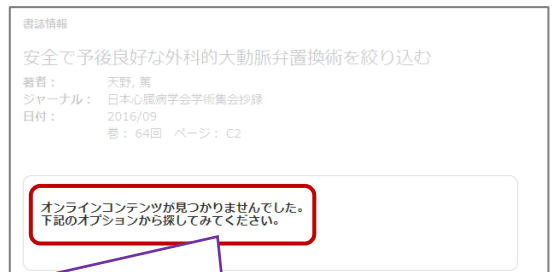 書誌情報
安全で予後良好な外科的大動脈弁置換術を絞り込む
著者： 天野, 篤
ジャーナル： 日本心臓病学会学術集会抄録
日付： 2016/09
巻： 64回 ページ： C2
オンラインコンテンツが見つかりませんでした。
下記のオプションから探してみてください。